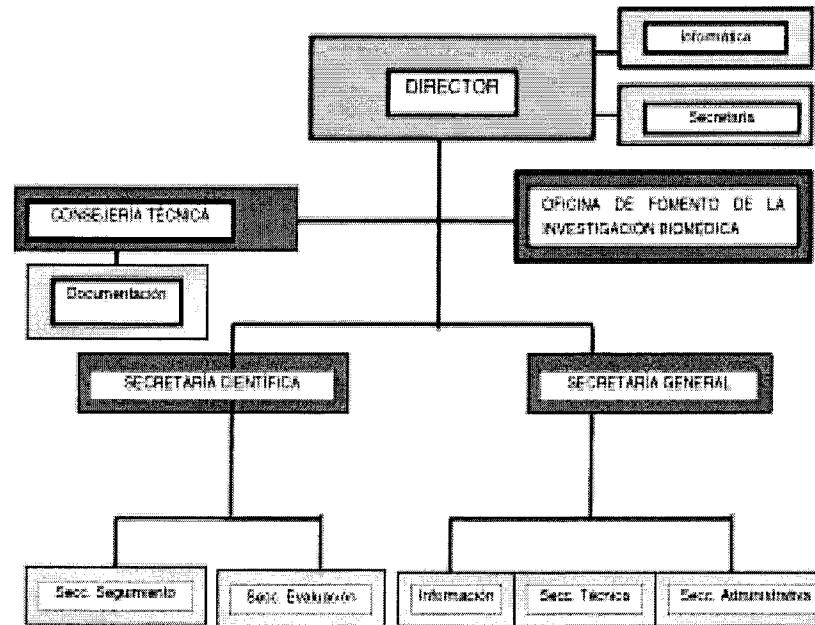 Informática
DIRECTOR
Secretaria
CONSEJERÍA TÉCNICA
OFICINA DE FOMENTO DE LA
INVESTIGACIÓN BIOMÉDICA
Documentación
SECRETARÍA CIENTÍFICA
SECRETARÍA GENERAL
Secc. Seguimiento
Secc. Evaluación
Información
Secc. Técnica
Secc. Administrativa